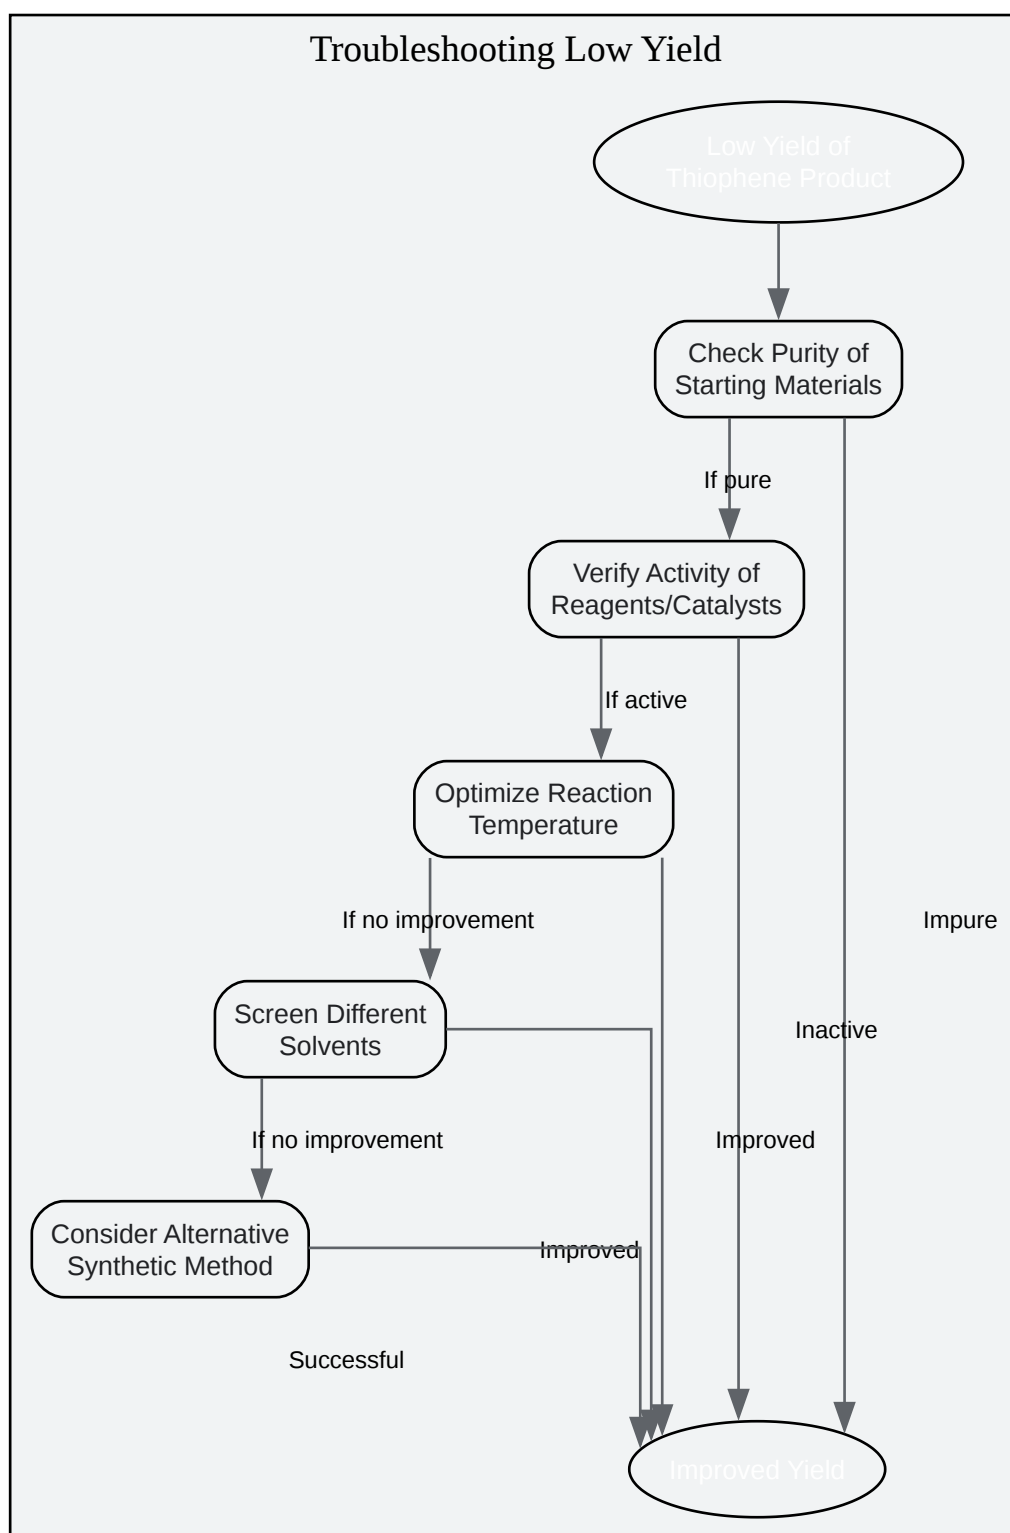 Troubleshooting Low Yield
Low Yield of
Thiophene Product
Check Purity of
Starting Materials
If pure
Verify Activity of
Reagents/Catalysts
If active
Optimize Reaction
Temperature
If no improvement
Impure
Screen Different
Solvents
Inactive
If no improvement
Improved
Consider Alternative
Synthetic Method
Improved
Successful
Improved Yield